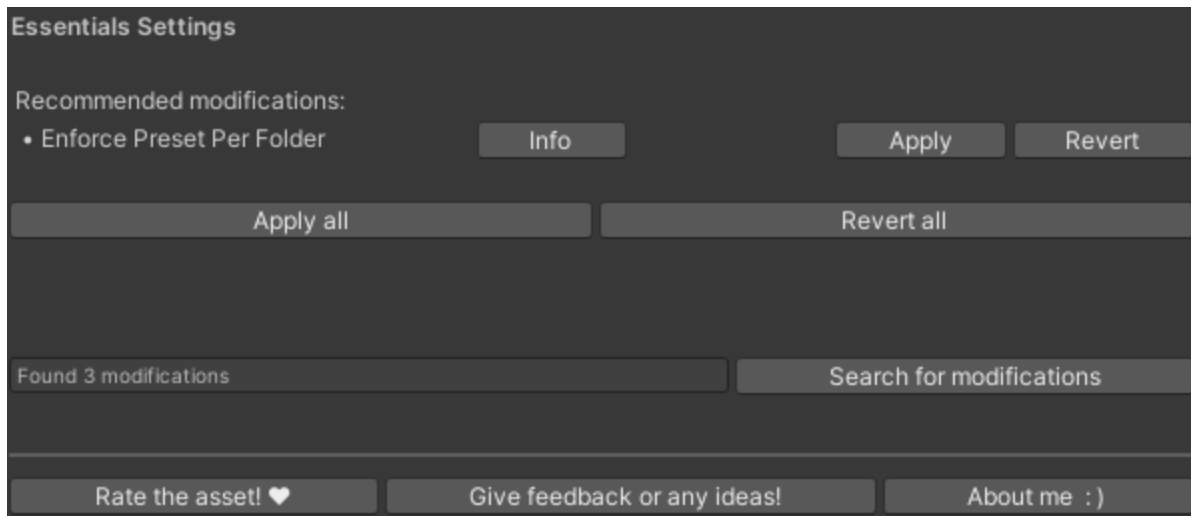 Essentials Settings
Recommended modifications:
• Enforce Preset Per Folder Info Apply Revert
Apply all Revert all
Found 3 modifications Search for modifications
Rate the asset! ♥ Give feedback or any ideas! About me : )